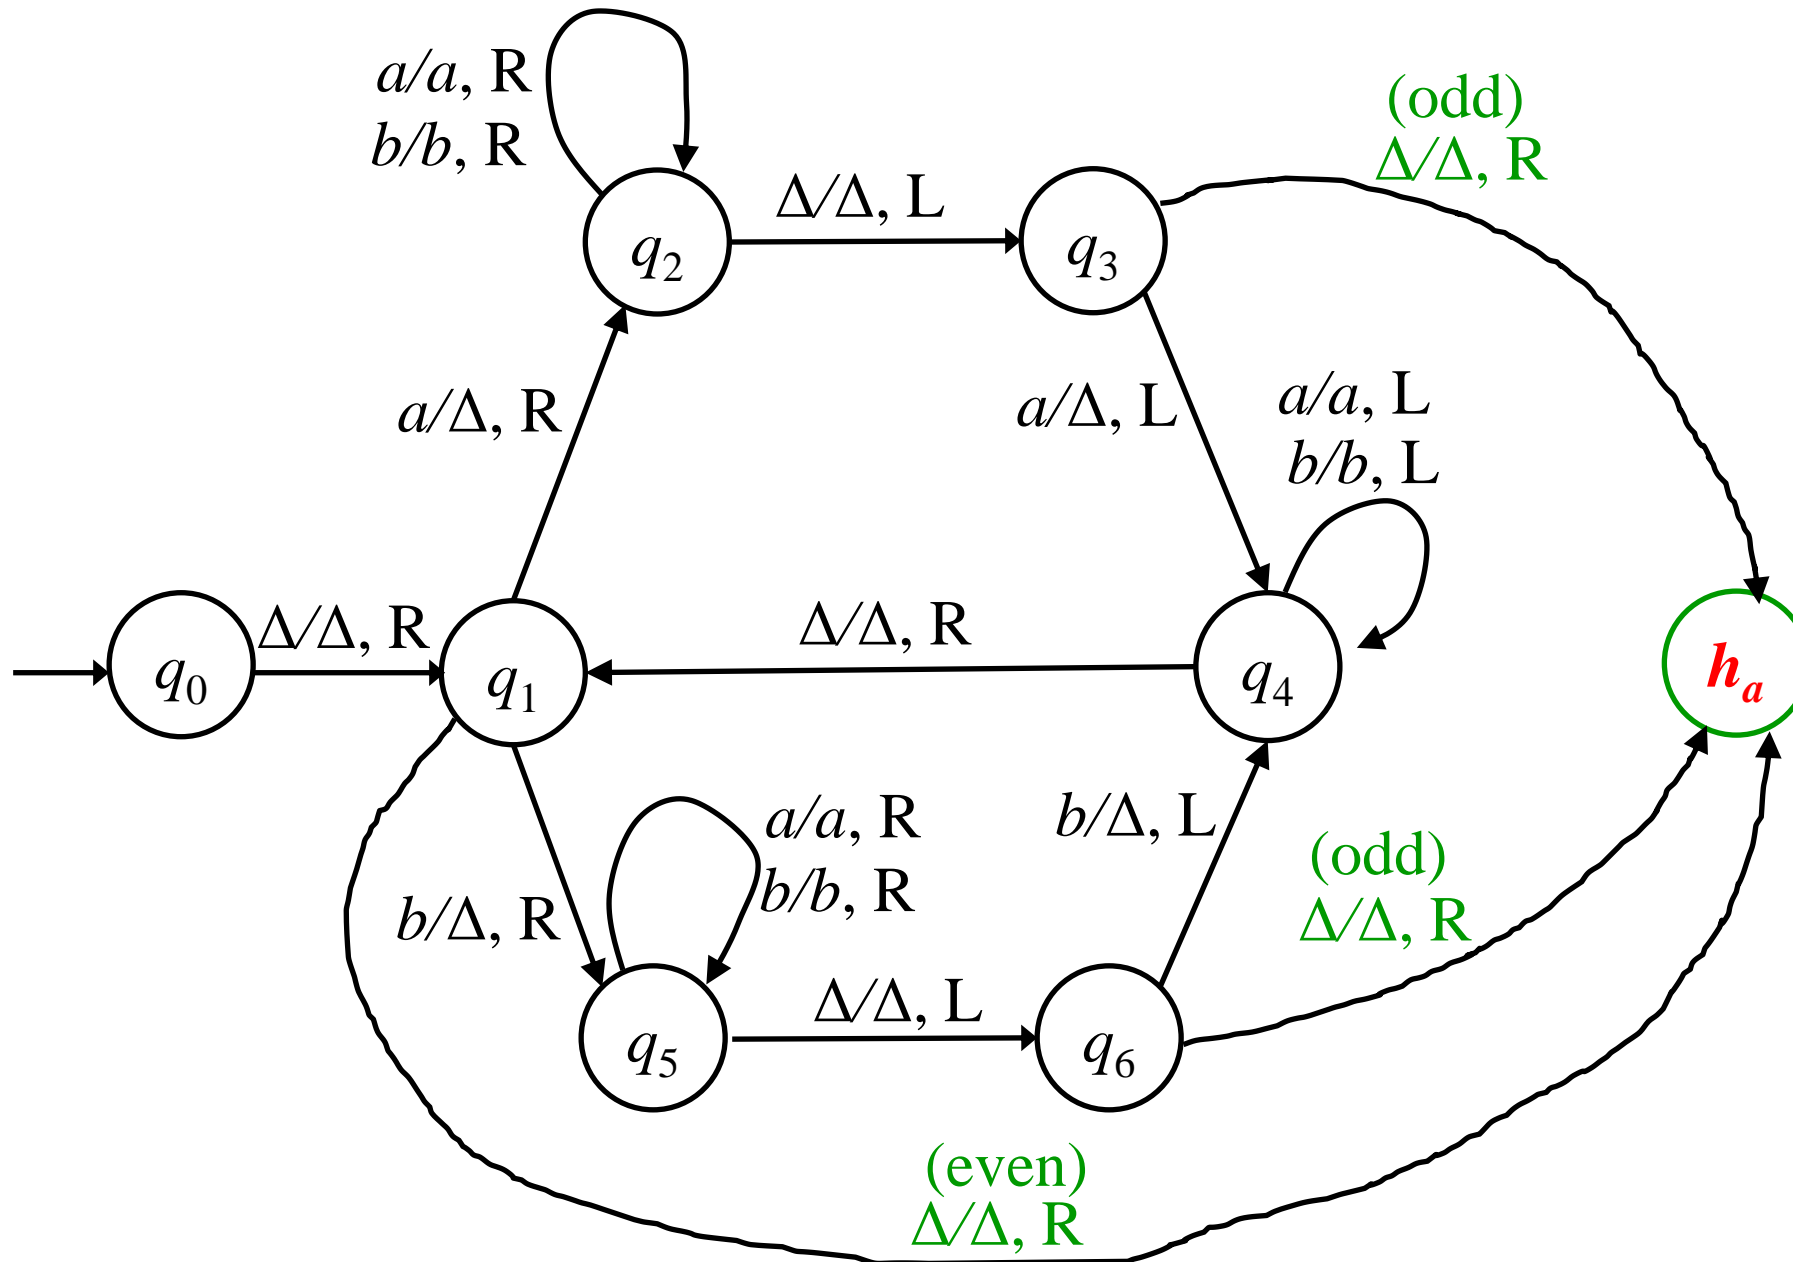 a/a, R
b/b, R
(odd)
Δ/Δ, R
Δ/Δ, L
q2
q3
a/Δ, R
a/Δ, L
a/a, L
b/b, L
Δ/Δ, R
Δ/Δ, R
q0
q1
q4
ha
a/a, R
b/b, R
b/Δ, L
(odd)
Δ/Δ, R
b/Δ, R
Δ/Δ, L
q5
q6
(even)
Δ/Δ, R